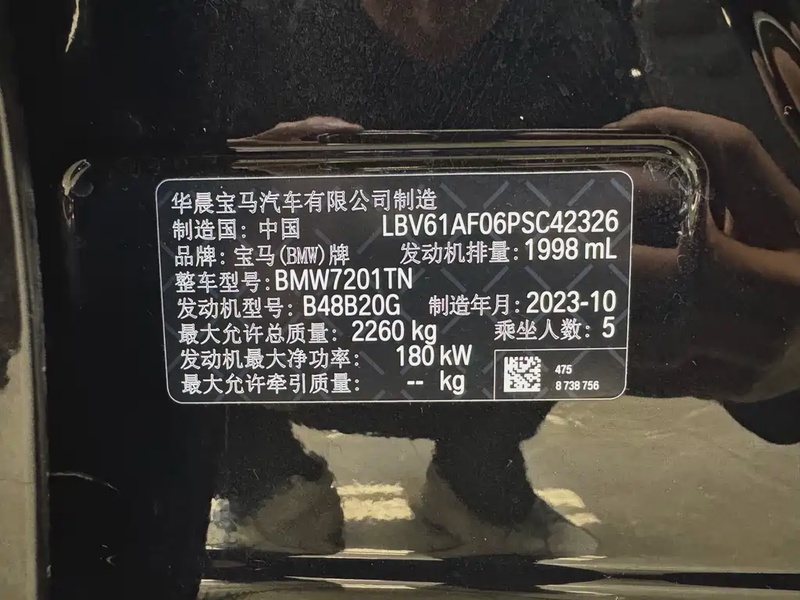 华晨宝马汽车有限公司制造
制造国: 中国 LBV61AF06PSC42326
品牌: 宝马(BMW)牌 发动机排量: 1998 mL
整车型号: BMW7201TN
发动机型号: B48B20G 制造年月: 2023-10
最大允许总质量: 2260 kg 乘坐人数: 5
发动机最大净功率: 180 kW
最大允许牵引质量: -- kg
475
8 738 756